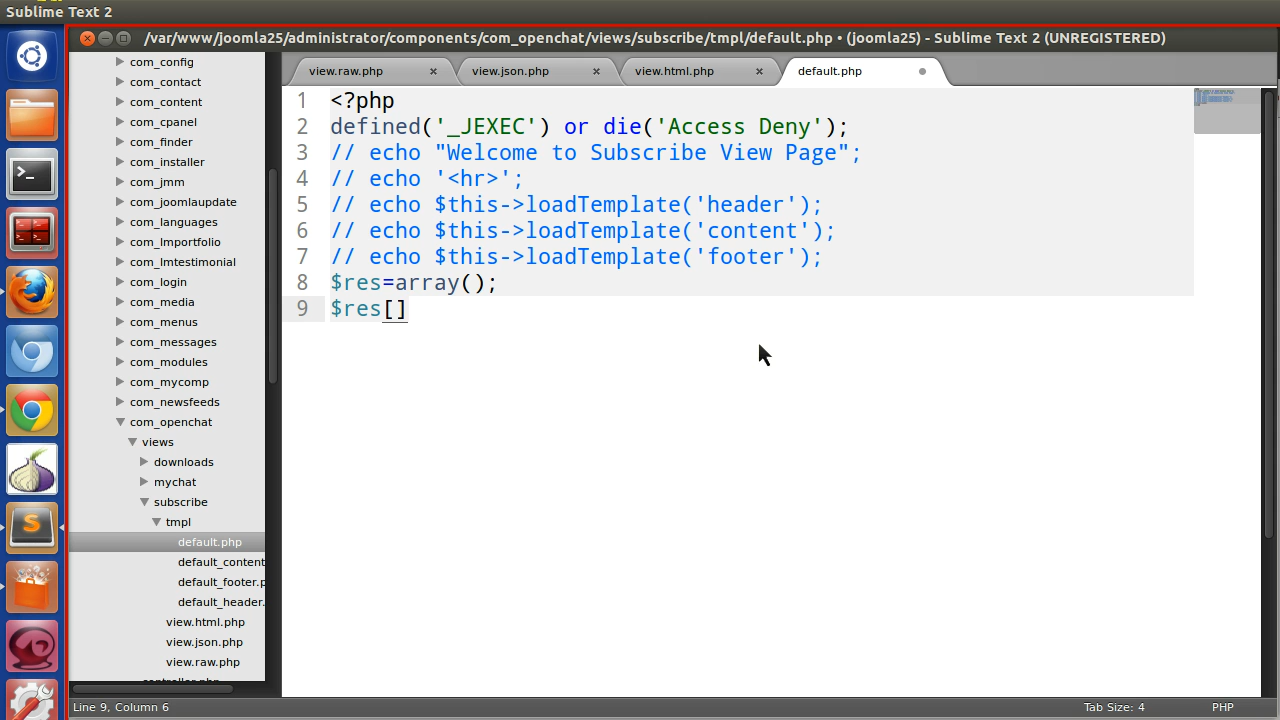 Sublime Text 2
/var/www/joomla25/administrator/components/com_openchat/views/subscribe/tmpl/default.php • (joomla25) - Sublime Text 2 (UNREGISTERED)
view.raw.php
view.json.php
view.html.php
default.php
com_config
com_contact
com_content
com_cpanel
com_finder
com_installer
com_jmm
com_joomlaupdate
com_languages
com_lmportfolio
com_lmtestimonial
com_login
com_media
com_menus
com_messages
com_modules
com_mycomp
com_newsfeeds
com_openchat
views
downloads
mychat
subscribe
tmpl
default.php
default_content
default_footer.p
default_header.
view.html.php
view.json.php
view.raw.php
controller.php
1 <?php
2 defined('_JEXEC') or die('Access Deny');
3 // echo "Welcome to Subscribe View Page";
4 // echo '<hr>';
5 // echo $this->loadTemplate('header');
6 // echo $this->loadTemplate('content');
7 // echo $this->loadTemplate('footer');
8 $res=array();
9 $res[]
Line 9, Column 6
Tab Size: 4
PHP